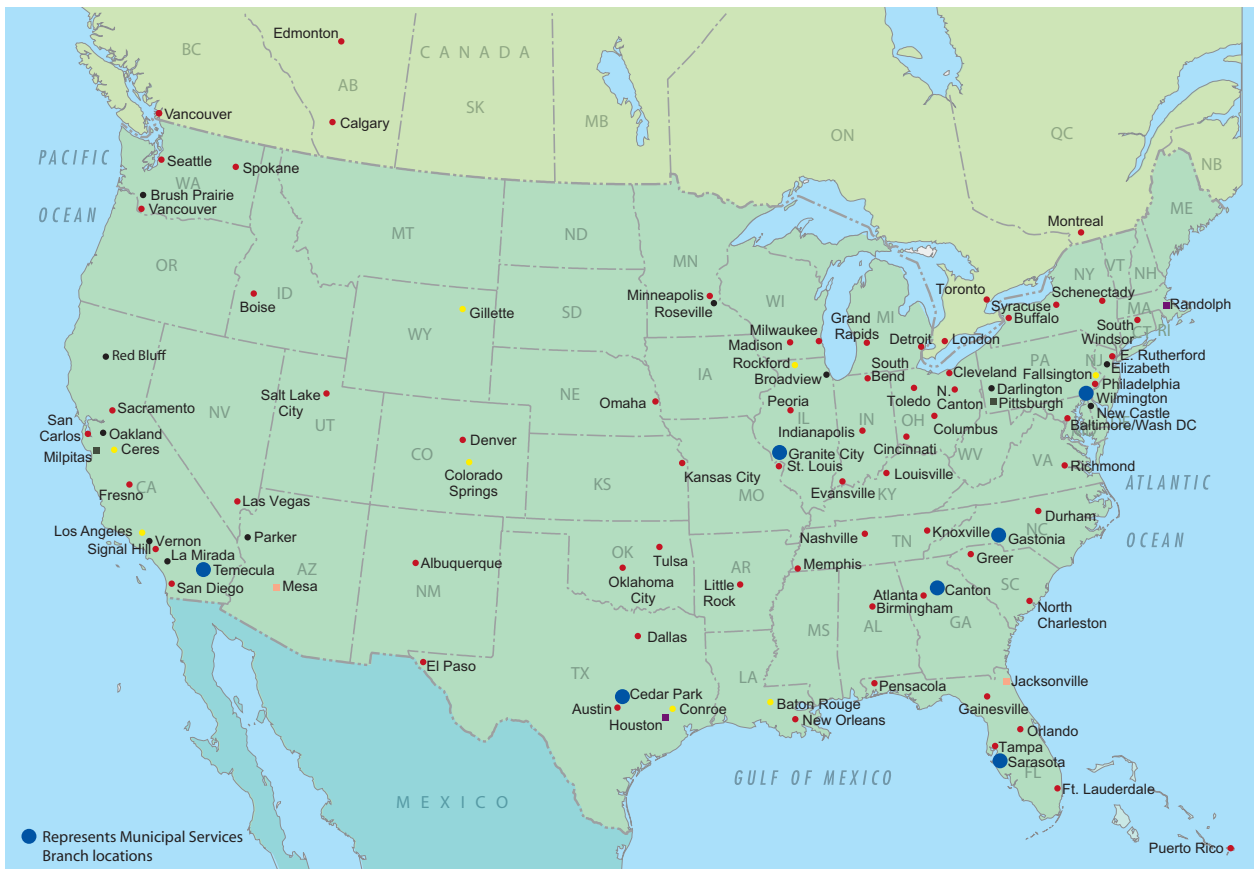 Edmonton
BC
CANADA
AB
SK
MB
ON
QC
NB
Vancouver
Calgary
PACIFIC
OCEAN
Seattle
Spokane
WA
Brush Prairie
Vancouver
MT
ND
MN
ME
Montreal
OR
ID
Boise
WY
Gillette
SD
Minneapolis
Roseville
WI
MI
Toronto
NY
VT
NH
Syracuse
Schenectady
Buffalo
MA
Randolph
CT
RI
South
Windsor
Milwaukee
Madison
Grand
Rapids
Detroit
London
Rockford
Broadview
South
Bend
Cleveland
PA
NJ
E. Rutherford
Elizabeth
Fallsington
Philadelphia
Wilmington
New Castle
Baltimore/Wash DC
Darlington
Pittsburgh
Red Bluff
NV
Salt Lake
City
UT
NE
IA
Omaha
Peoria
IL
IN
Toledo
N.
Canton
OH
Columbus
Indianapolis
Cincinnati
WV
VA
Richmond
Sacramento
San
Carlos
Oakland
Milpitas
Ceres
Fresno
CA
Denver
CO
Colorado
Springs
KS
Kansas City
MO
Granite City
St. Louis
Evansville
Louisville
KY
ATLANTIC
OCEAN
Las Vegas
Los Angeles
Vernon
Signal Hill
La Mirada
Temecula
San Diego
Parker
AZ
Mesa
Albuquerque
NM
OK
Tulsa
Oklahoma
City
AR
Little
Rock
Nashville
TN
Knoxville
Memphis
Durham
NC
Gastonia
Greer
SC
North
Charleston
Atlanta
Canton
Birmingham
MS
AL
GA
Dallas
El Paso
TX
LA
Cedar Park
Austin
Conroe
Houston
Baton Rouge
New Orleans
Pensacola
Jacksonville
Gainesville
Orlando
Tampa
Sarasota
FL
Ft. Lauderdale
GULF OF MEXICO
MEXICO
Puerto Rico
Represents Municipal Services
Branch locations